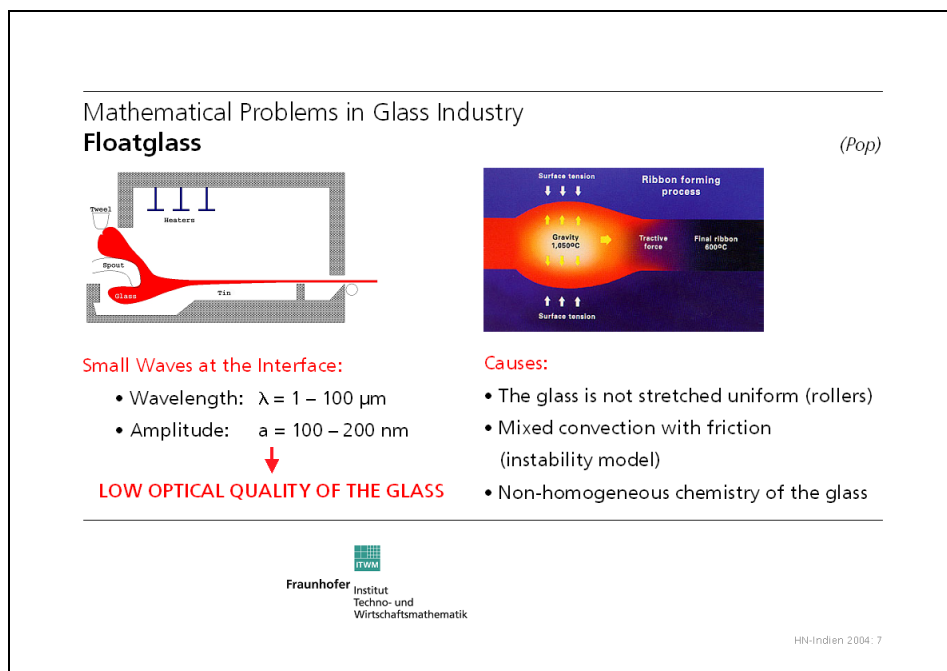 Mathematical Problems in Glass Industry
Floatglass
(Pop)
Tweel
Heaters
Spout
Glass
Tin
Surface tension
Ribbon forming
process
Gravity
1,050ºC
Tractive
force
Final ribbon
600ºC
Surface tension
Small Waves at the Interface:
• Wavelength: λ = 1 – 100 µm
• Amplitude: a = 100 – 200 nm
LOW OPTICAL QUALITY OF THE GLASS
Causes:
• The glass is not stretched uniform (rollers)
• Mixed convection with friction
(instability model)
• Non-homogeneous chemistry of the glass
ITWM
Fraunhofer Institut
Techno- und
Wirtschaftsmathematik
HN-Indien 2004: 7